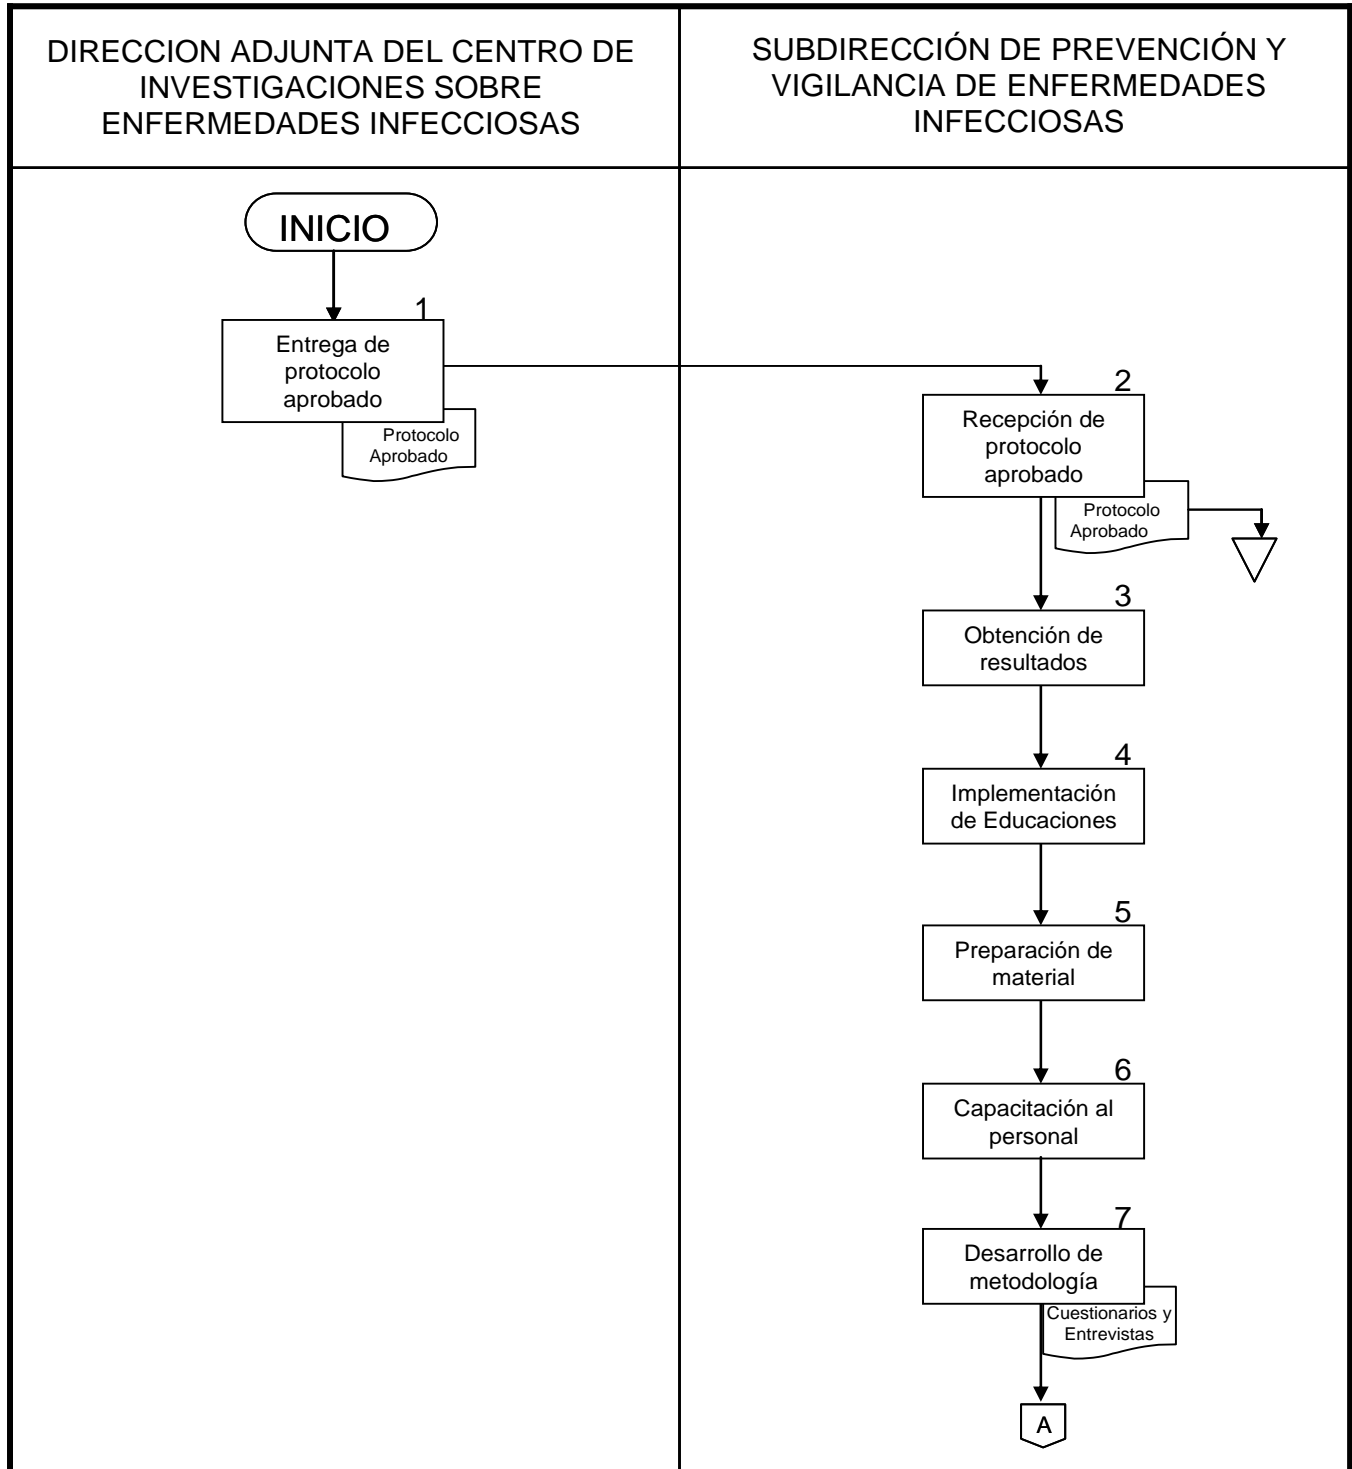 DIRECCION ADJUNTA DEL CENTRO DE
INVESTIGACIONES SOBRE
ENFERMEDADES INFECCIOSAS
SUBDIRECCIÓN DE PREVENCIÓN Y
VIGILANCIA DE ENFERMEDADES
INFECCIOSAS
INICIO
1
Entrega de
protocolo
aprobado
Protocolo
Aprobado
2
Recepción de
protocolo
aprobado
Protocolo
Aprobado
3
Obtención de
resultados
4
Implementación
de Educaciones
5
Preparación de
material
6
Capacitación al
personal
7
Desarrollo de
metodología
Cuestionarios y
Entrevistas
A